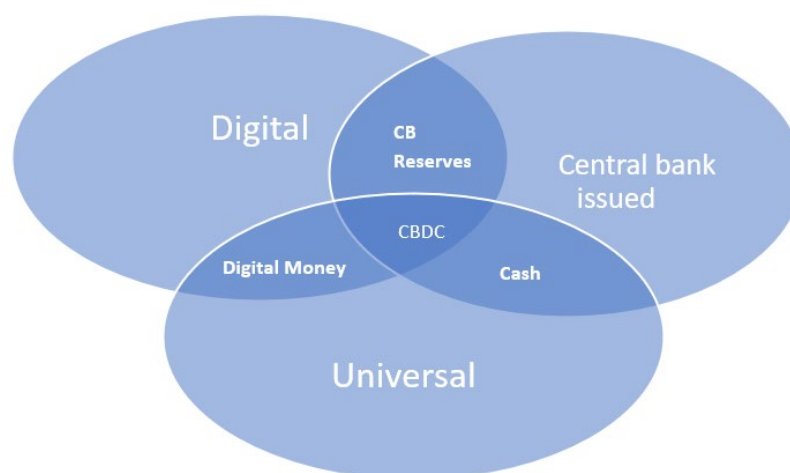 Digital
CB
Reserves
Central bank
issued
CBDC
Digital Money
Cash
Universal